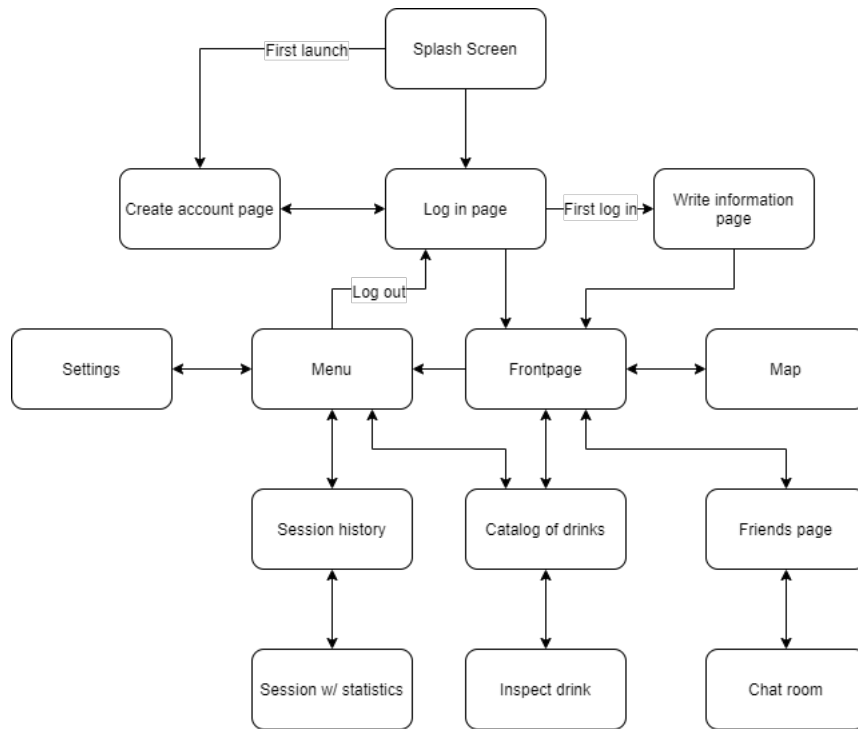 Splash Screen
First launch
Create account page
Log in page
First log in
Write information
page
Log out
Settings
Menu
Frontpage
Map
Session history
Catalog of drinks
Friends page
Session w/ statistics
Inspect drink
Chat room